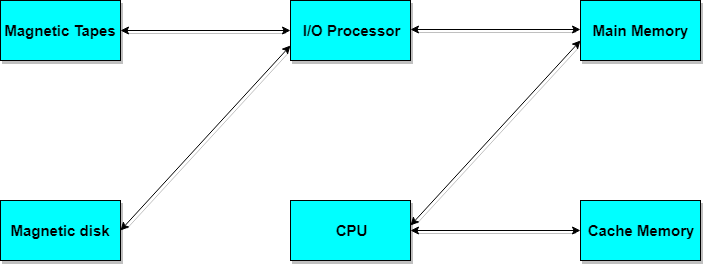 Magnetic Tapes
I/O Processor
Main Memory
Magnetic disk
CPU
Cache Memory